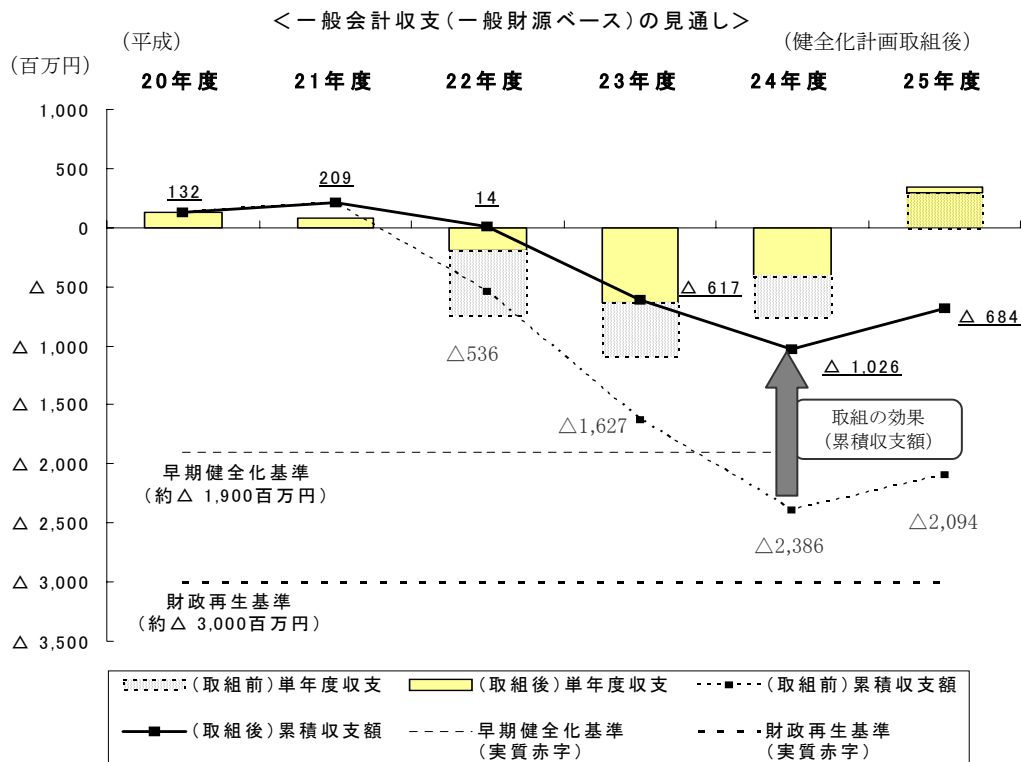 ＜一般会計収支(一般財源ベース)の見通し＞
(平成)
(健全化計画取組後)
(百万円)
20年度 21年度 22年度 23年度 24年度 25年度
1,000
500
0
△ 500
△ 1,000
△ 1,500
△ 2,000
△ 2,500
△ 3,000
△ 3,500
132
209
14
△ 617
△ 1,026
△ 684
△536
△1,627
△2,386
△2,094
取組の効果
(累積収支額)
早期健全化基準
(約△ 1,900百万円)
財政再生基準
(約△ 3,000百万円)
(取組前)単年度収支 (取組後)単年度収支 (取組前)累積収支額
(取組後)累積収支額 早期健全化基準 財政再生基準
(実質赤字) (実質赤字)